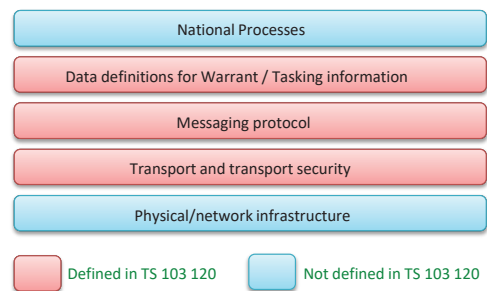 National Processes
Data definitions for Warrant / Tasking information
Messaging protocol
Transport and transport security
Physical/network infrastructure
Defined in TS 103 120
Not defined in TS 103 120